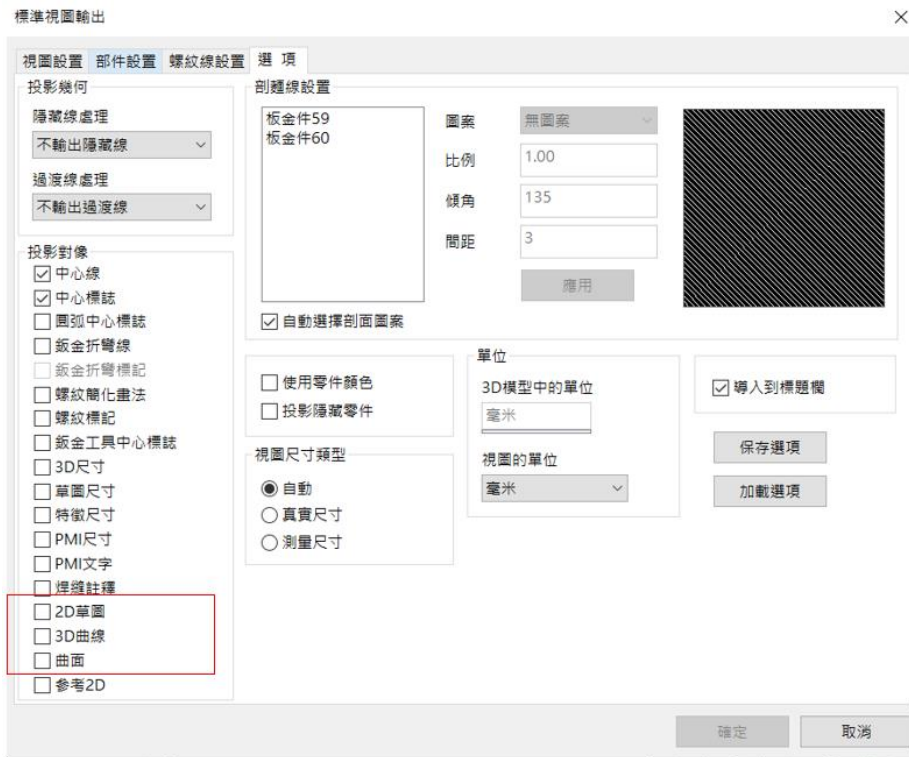 標準視圖輸出
視圖設置 部件設置 螺紋線設置 選 項
投影幾何
隱藏線處理
不輸出隱藏線
過渡線處理
不輸出過渡線
投影對像
中心線
中心標誌
圓弧中心標誌
鈑金折彎線
鈑金折彎標記
螺紋簡化畫法
螺紋標記
鈑金工具中心標誌
3D尺寸
草圖尺寸
特徵尺寸
PMI尺寸
PMI文字
焊縫註釋
2D草圖
3D曲線
曲面
參考2D
剖麵線設置
板金件59
板金件60
圖案 無圖案
比例 1.00
傾角 135
間距 3
應用
自動選擇剖面圖案
使用零件顏色
投影隱藏零件
視圖尺寸類型
自動
真實尺寸
測量尺寸
單位
3D模型中的單位
毫米
視圖的單位
毫米
導入到標題欄
保存選項
加載選項
確定 取消